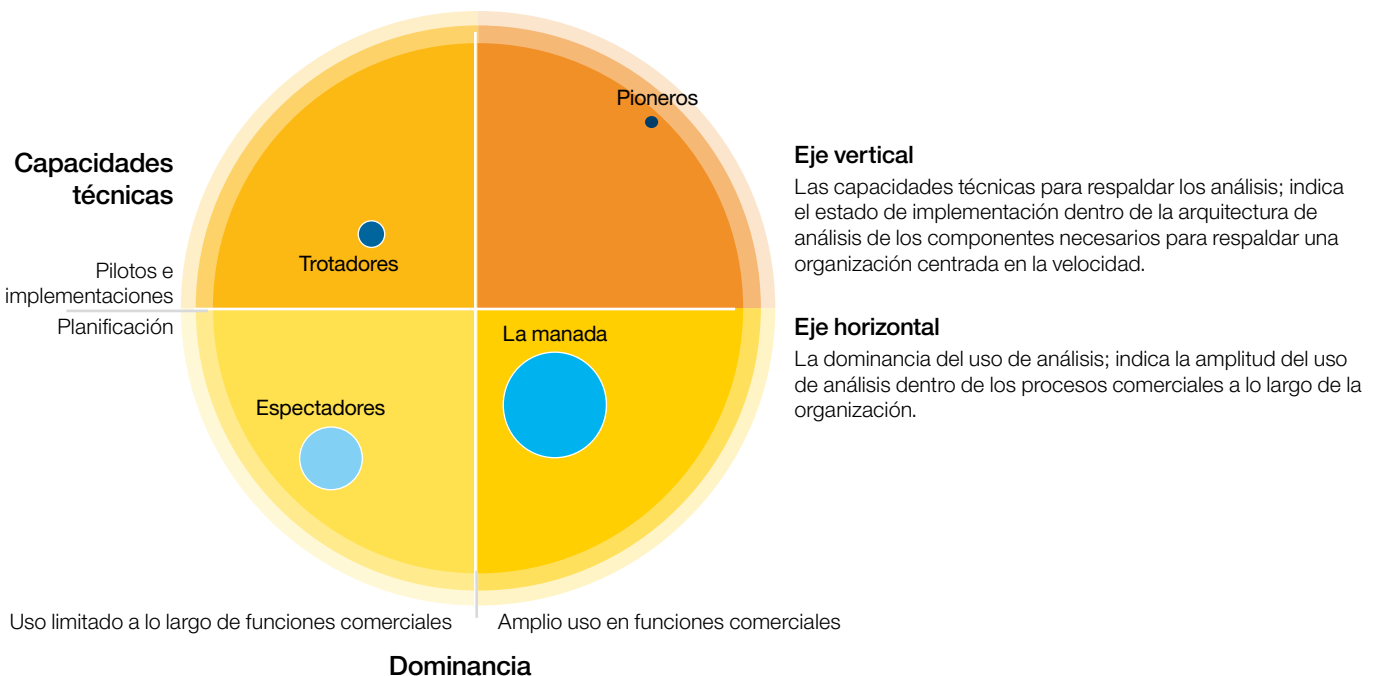 Pioneros
Capacidades
técnicas
Trotadores
Pilotos e
implementaciones
Planificación
La manada
Espectadores
Uso limitado a lo largo de funciones comerciales
Amplio uso en funciones comerciales
Dominancia
Eje vertical
Las capacidades técnicas para respaldar los análisis; indica
el estado de implementación dentro de la arquitectura de
análisis de los componentes necesarios para respaldar una
organización centrada en la velocidad.
Eje horizontal
La dominancia del uso de análisis; indica la amplitud del uso
de análisis dentro de los procesos comerciales a lo largo de la
organización.